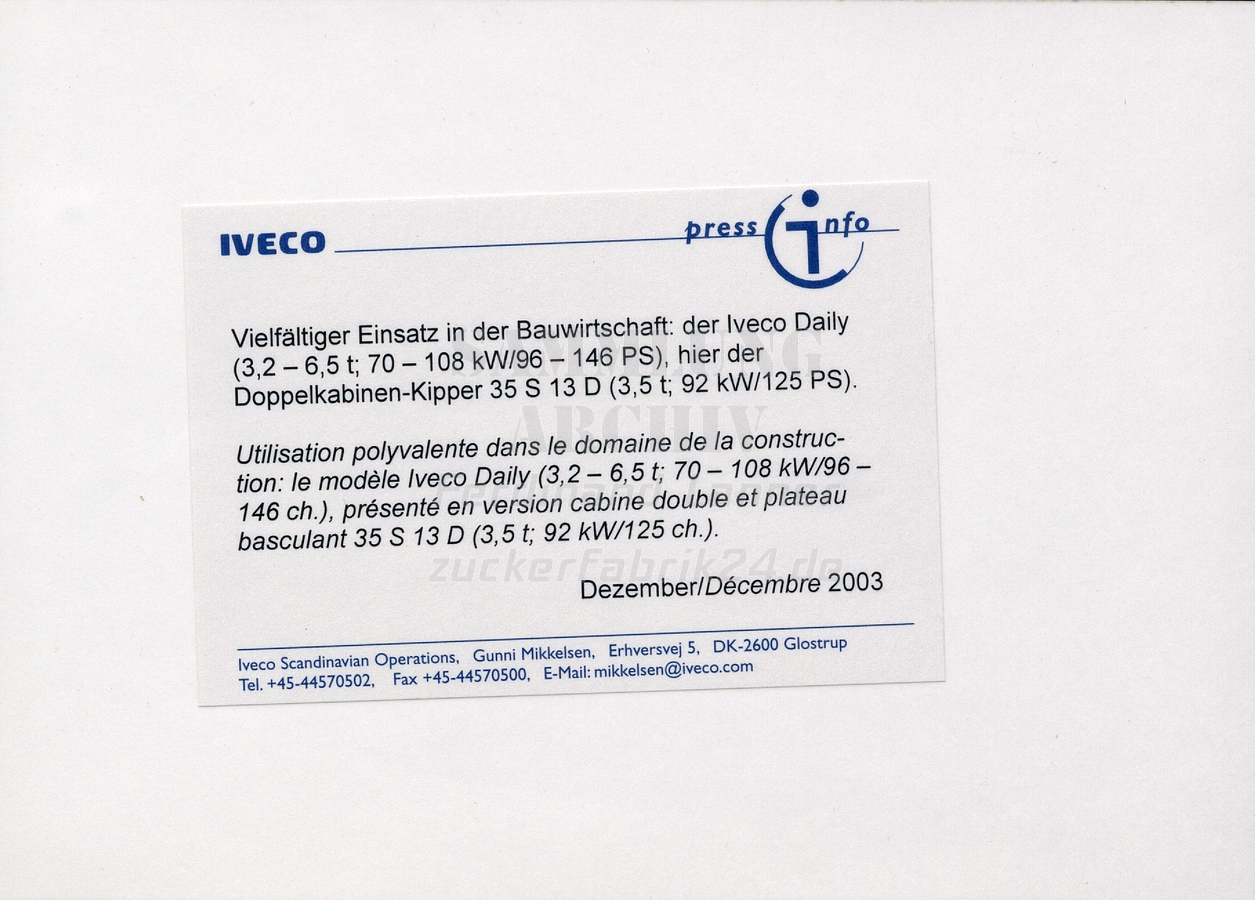 IVECO
press info
Vielfältiger Einsatz in der Bauwirtschaft: der Iveco Daily
(3,2 – 6,5 t; 70 – 108 kW/96 – 146 PS), hier der
Doppelkabinen-Kipper 35 S 13 D (3,5 t; 92 kW/125 PS).
Utilisation polyvalente dans le domaine de la construc-
tion: le modèle Iveco Daily (3,2 – 6,5 t; 70 – 108 kW/96 –
146 ch.), présenté en version cabine double et plateau
basculant 35 S 13 D (3,5 t; 92 kW/125 ch.).
Dezember/Décembre 2003
Iveco Scandinavian Operations, Gunni Mikkelsen, Erhversvej 5, DK-2600 Glostrup
Tel. +45-44570502, Fax +45-44570500, E-Mail: mikkelsen@iveco.com
SAMMLUNG
ARCHIV
zuckerfabrik24.de